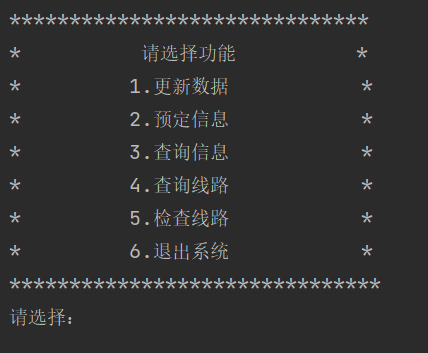 ******************************
*          请选择功能          *
*         1.更新数据           *
*         2.预定信息           *
*         3.查询信息           *
*         4.查询线路           *
*         5.检查线路           *
*         6.退出系统           *
*******************************
请选择: